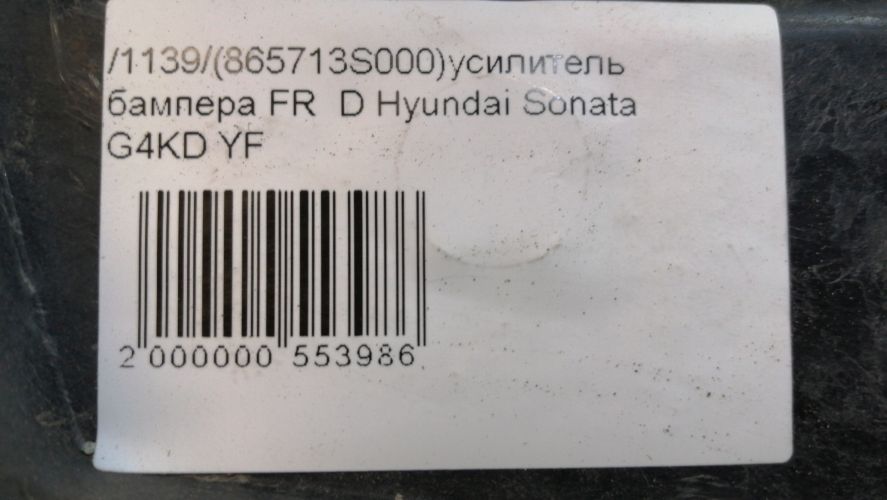 /1139/(865713S000)усилитель
бампера FR D Hyundai Sonata
G4KD YF
2 000000 553986